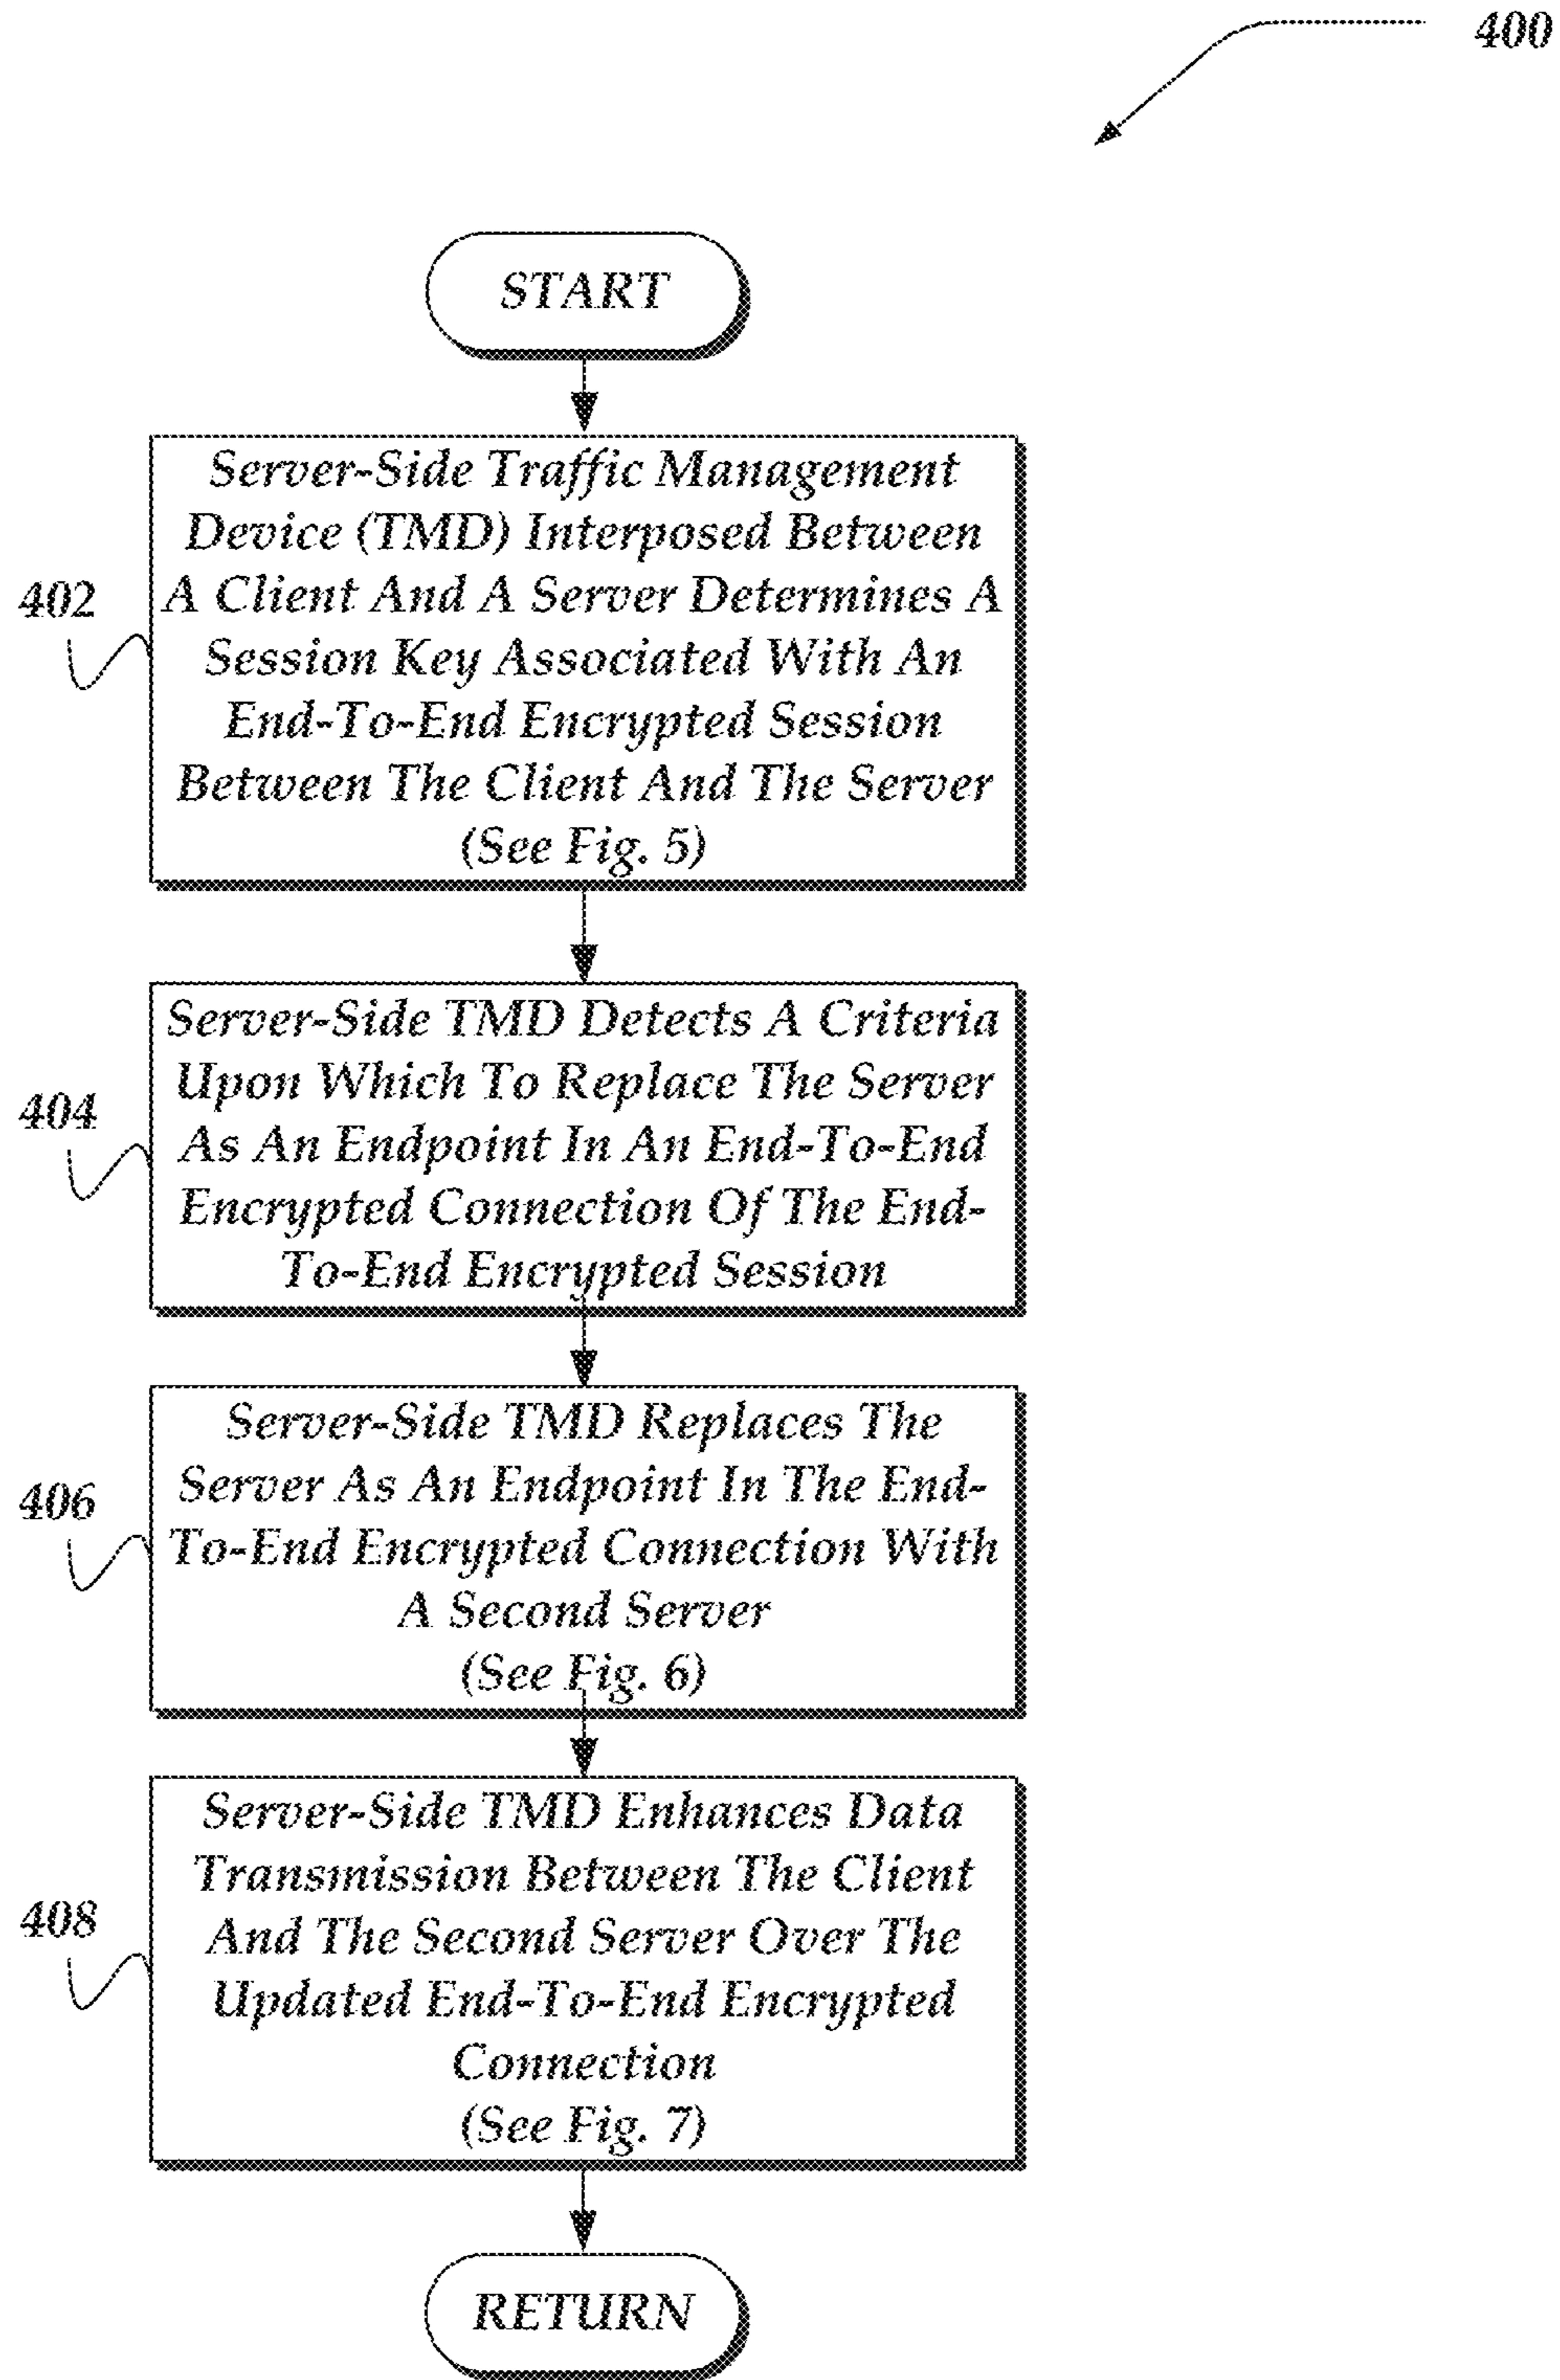 400
START
Server-Side Traffic Management
Device (TMD) Interposed Between
A Client And A Server Determines A
Session Key Associated With An
End-To-End Encrypted Session
Between The Client And The Server
(See Fig. 5)
402
Server-Side TMD Detects A Criteria
Upon Which To Replace The Server
As An Endpoint In An End-To-End
Encrypted Connection Of The End-
To-End Encrypted Session
404
Server-Side TMD Replaces The
Server As An Endpoint In The End-
To-End Encrypted Connection With
A Second Server
(See Fig. 6)
406
Server-Side TMD Enhances Data
Transmission Between The Client
And The Second Server Over The
Updated End-To-End Encrypted
Connection
(See Fig. 7)
408
RETURN